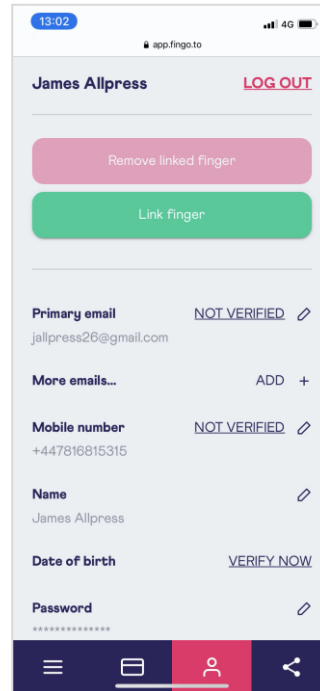 13:02
4G
app.fingo.to
James Allpress LOG OUT
Remove linked finger
Link finger
Primary email NOT VERIFIED
jallpress26@gmail.com
More emails... ADD +
Mobile number NOT VERIFIED
+447816815315
Name
James Allpress
Date of birth VERIFY NOW
Password
**************